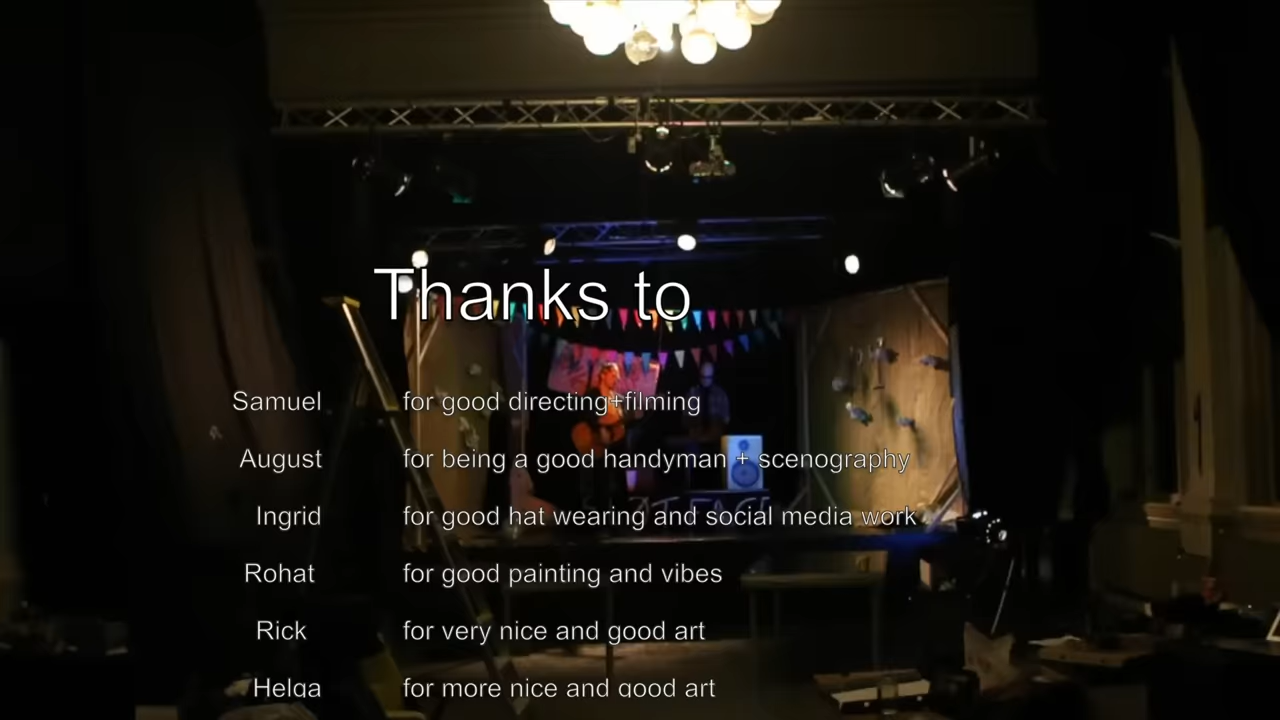 Thanks to
Samuel for good directing+filming
August for being a good handyman + scenography
Ingrid for good hat wearing and social media work
Rohat for good painting and vibes
Rick for very nice and good art
Helga for more nice and good art